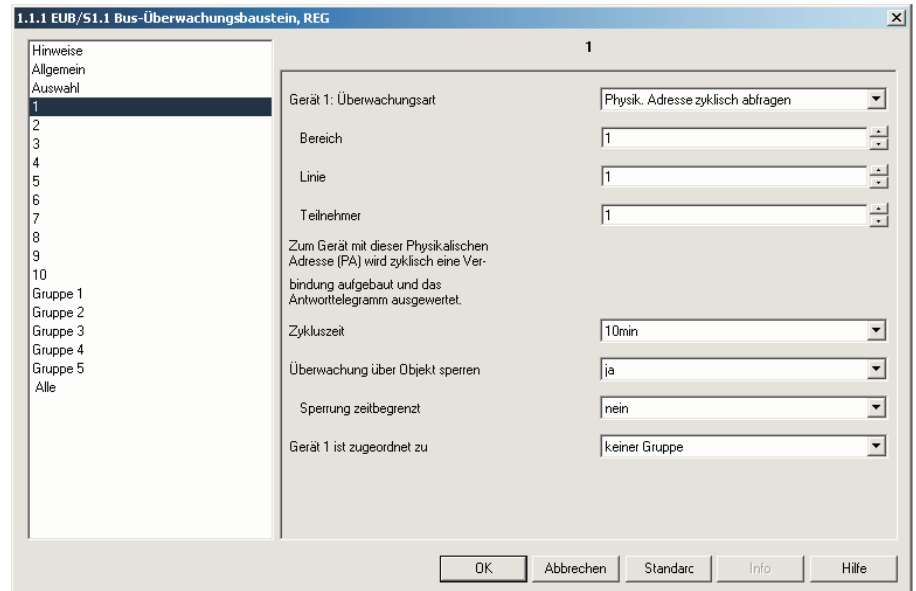 1.1.1 EUB/S1.1 Bus-Überwachungsbaustein, REG
Hinweise
Allgemein
Auswahl
1
2
3
4
5
6
7
8
9
10
Gruppe 1
Gruppe 2
Gruppe 3
Gruppe 4
Gruppe 5
Alle
1
Gerät 1: Überwachungsart
Physik. Adresse zyklisch abfragen
Bereich
1
Linie
1
Teilnehmer
1
Zum Gerät mit dieser Physikalischen
Adresse (PA) wird zyklisch eine Ver-
bindung aufgebaut und das
Antworttelegramm ausgewertet.
Zykluszeit
10min
Überwachung über Objekt sperren
ja
Sperrung zeitbegrenzt
nein
Gerät 1 ist zugeordnet zu
keiner Gruppe
OK
Abbrechen
Standarc
Info
Hilfe